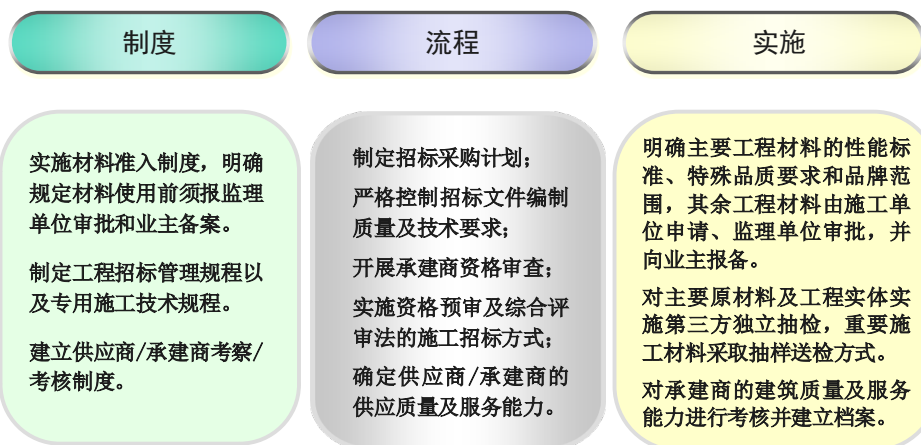 制度
实施材料准入制度，明确
规定材料使用前须报监理
单位审批和业主备案。
制定工程招标管理规程以
及专用施工技术规程。
建立供应商/承建商考察/
考核制度。
流程
制定招标采购计划；
严格控制招标文件编制
质量及技术要求；
开展承建商资格审查；
实施资格预审及综合评
审法的施工招标方式；
确定供应商/承建商的
供应质量及服务能力。
实施
明确主要工程材料的性能标
准、特殊品质要求和品牌范
围，其余工程材料由施工单
位申请、监理单位审批，并
向业主报备。
对主要原材料及工程实体实
施第三方独立抽检，重要施
工材料采取抽样送检方式。
对承建商的建筑质量及服务
能力进行考核并建立档案。